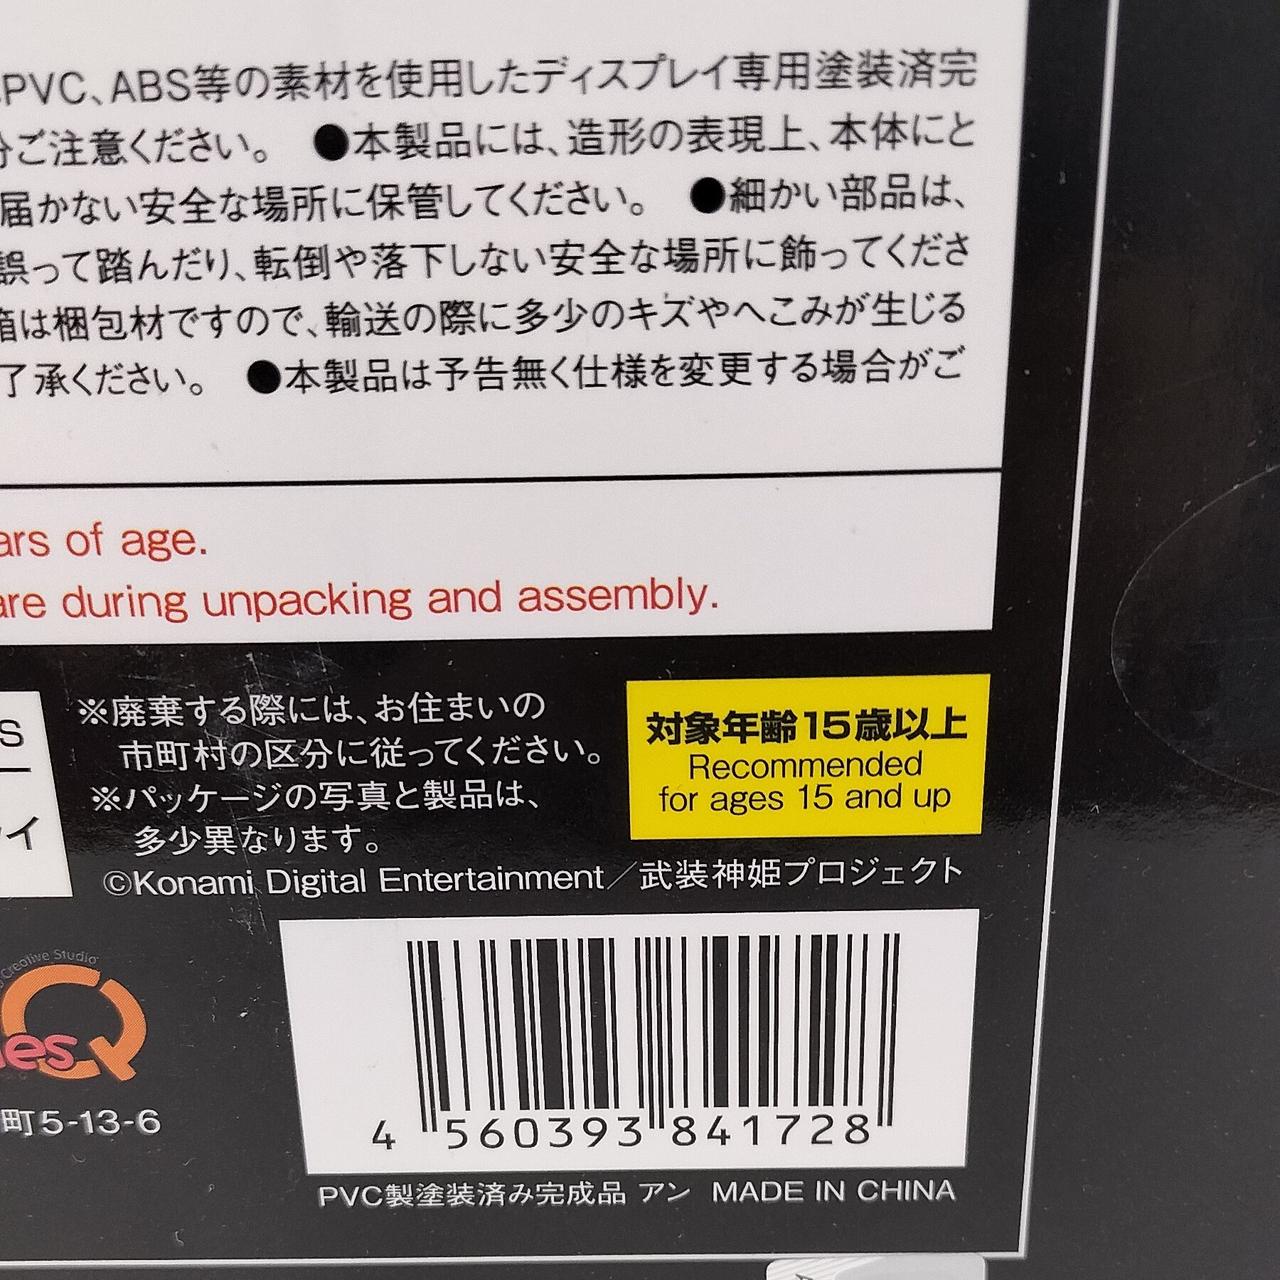 PVC、ABS等の素材を使用したディスプレイ専用塗装済完
ご注意ください。 ●本製品には、造形の表現上、本体にと
届かない安全な場所に保管してください。 ●細かい部品は、
誤って踏んだり、転倒や落下しない安全な場所に飾ってくださ
箱は梱包材ですので、輸送の際に多少のキズやへこみが生じる
了承ください。 ●本製品は予告無く仕様を変更する場合がご
ars of age.
are during unpacking and assembly.
S
イ
※廃棄する際には、お住まいの
市町村の区分に従ってください。
※パッケージの写真と製品は、
多少異なります。
対象年齢15歳以上
Recommended
for ages 15 and up
©Konami Digital Entertainment／武装神姫プロジェクト
Creative Studio
esQ
町5-13-6
4 560393 841728
PVC製塗装済み完成品 アン MADE IN CHINA